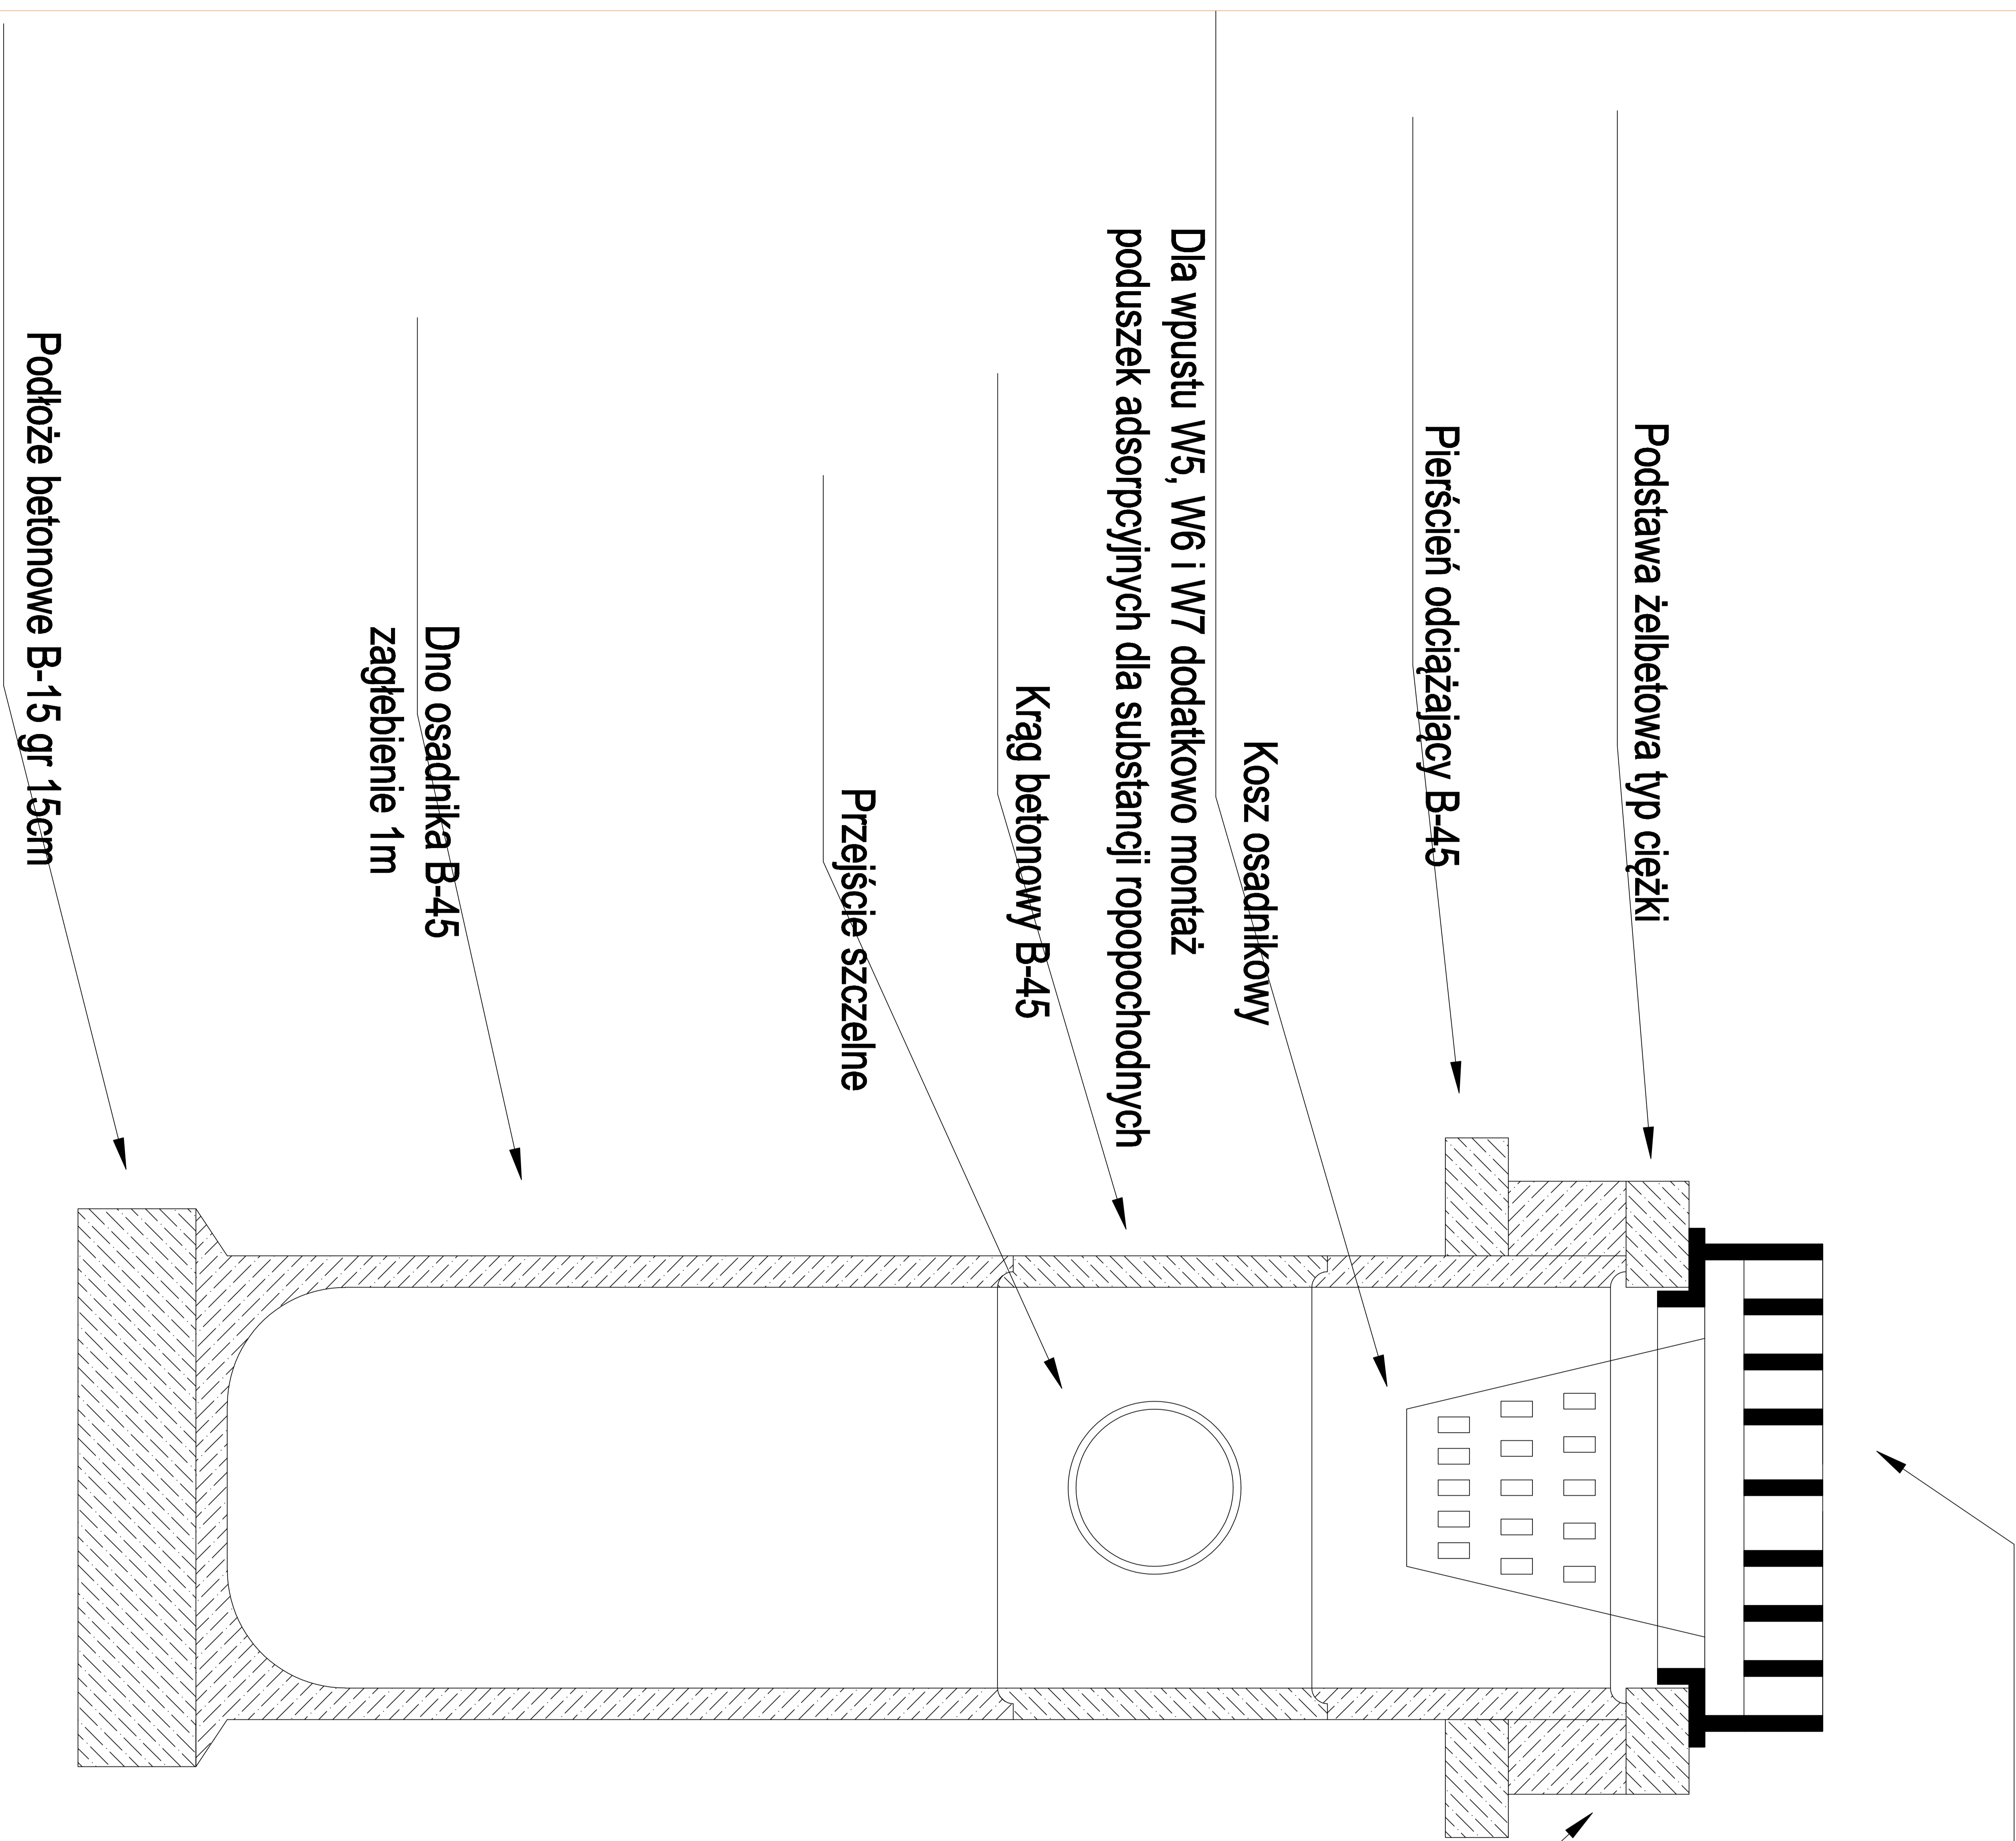 Podstawa żelbetowa typ ciężki
Pierścień odciążający B-45
Kosz osadnikowy
Dla wpustu W5, W6 i W7 dodatkowo montaż
poduszek adsorpcyjnych dla substancji ropopochodnych
Krąg betonowy B-45
Przejście szczelne
Dno osadnika B-45
zagłębienie 1m
Podłoże betonowe B-15 gr 15cm